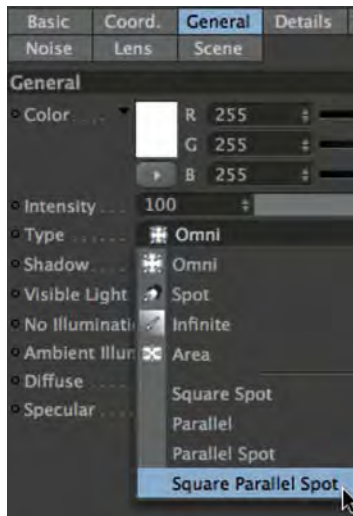 Basic Coord. General Details
Noise Lens Scene
General
Color R 255
G 255
B 255
Intensity 100
Type Omni
Shadow Omni
Visible Light Spot
No Illuminati Infinite
Ambient Illum Area
Diffuse
Square Spot
Specular
Parallel
Parallel Spot
Square Parallel Spot